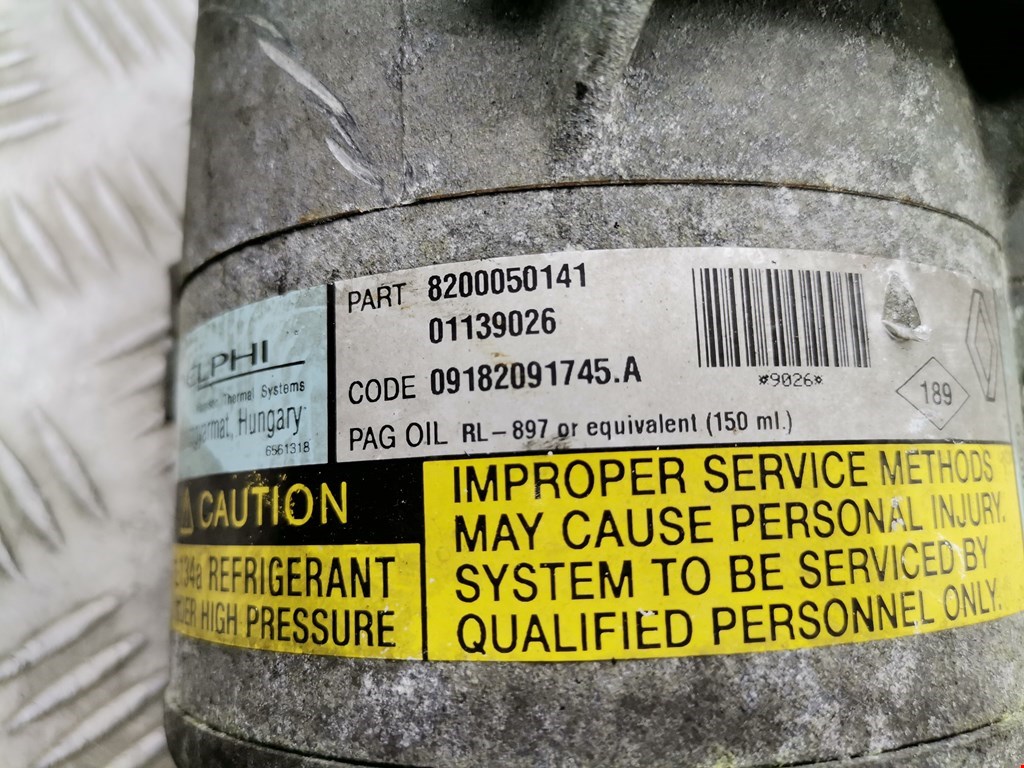 PART 8200050141
01139026
CODE 09182091745.A
PAG OIL RL-897 or equivalent (150 ml.)
*9026*
189
ELPHI
Thermal Systems
Hungary
6561318
CAUTION
134a REFRIGERANT
HIGH PRESSURE
IMPROPER SERVICE METHODS
MAY CAUSE PERSONAL INJURY.
SYSTEM TO BE SERVICED BY
QUALIFIED PERSONNEL ONLY.